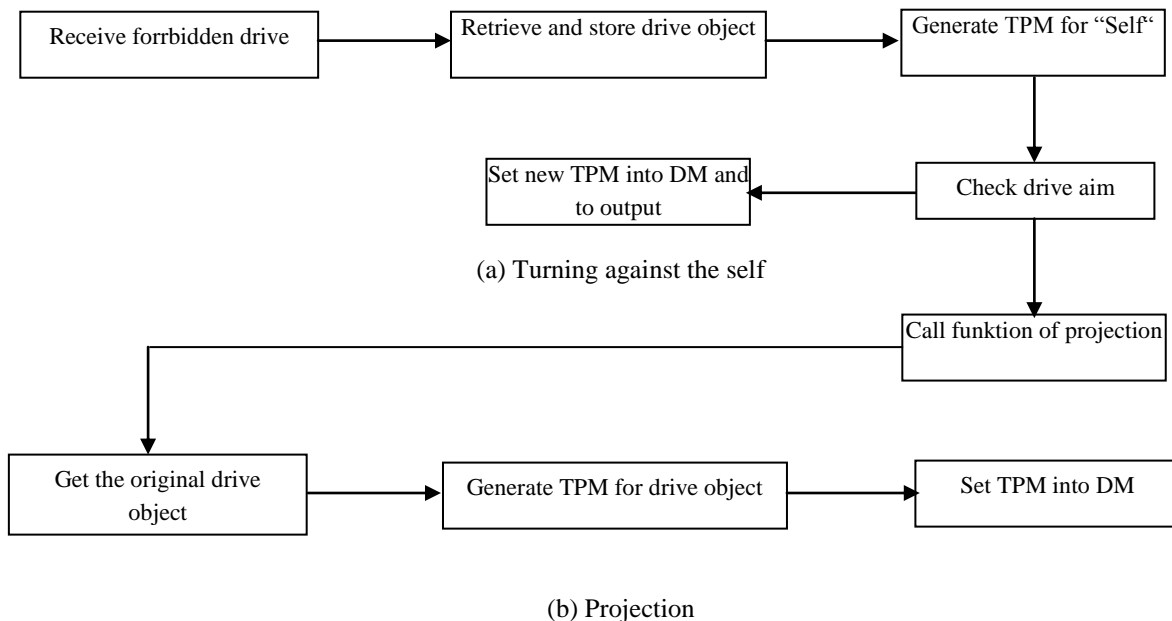 Receive forrbidden drive
Retrieve and store drive object
Generate TPM for “Self“
Set new TPM into DM and
to output
Check drive aim
(a) Turning against the self
Call funktion of projection
Get the original drive
object
Generate TPM for drive object
Set TPM into DM
(b) Projection